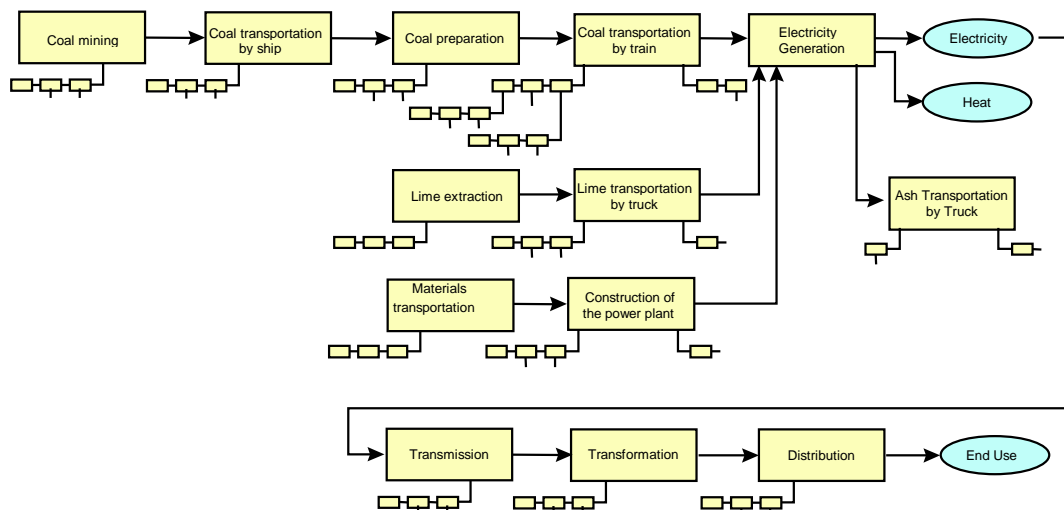 Coal mining
Coal transportation
by ship
Coal preparation
Coal transportation
by train
Electricity
Generation
Electricity
Heat
Lime extraction
Lime transportation
by truck
Ash Transportation
by Truck
Materials
transportation
Construction of
the power plant
Transmission
Transformation
Distribution
End Use